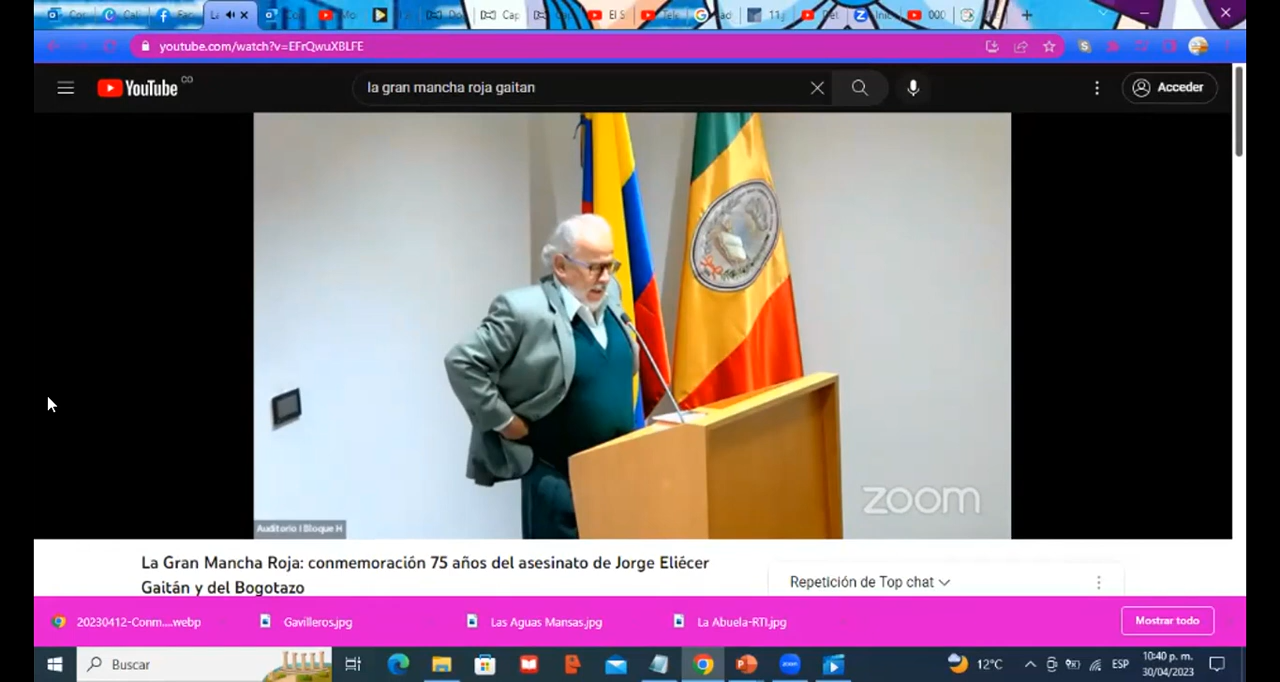 youtube.com/watch?v=EFrQwuXBLFE
YouTube CO
la gran mancha roja gaitan
Acceder
zoom
Auditorio I Bloque H
La Gran Mancha Roja: conmemoración 75 años del asesinato de Jorge Eliécer
Gaitán y del Bogotazo
Repetición de Top chat
20230412-Conm....webp
Gavilleros.jpg
Las Aguas Mansas.jpg
La Abuela-RTI.jpg
Mostrar todo
Buscar
12°C
ESP
10:40 p. m.
30/04/2023